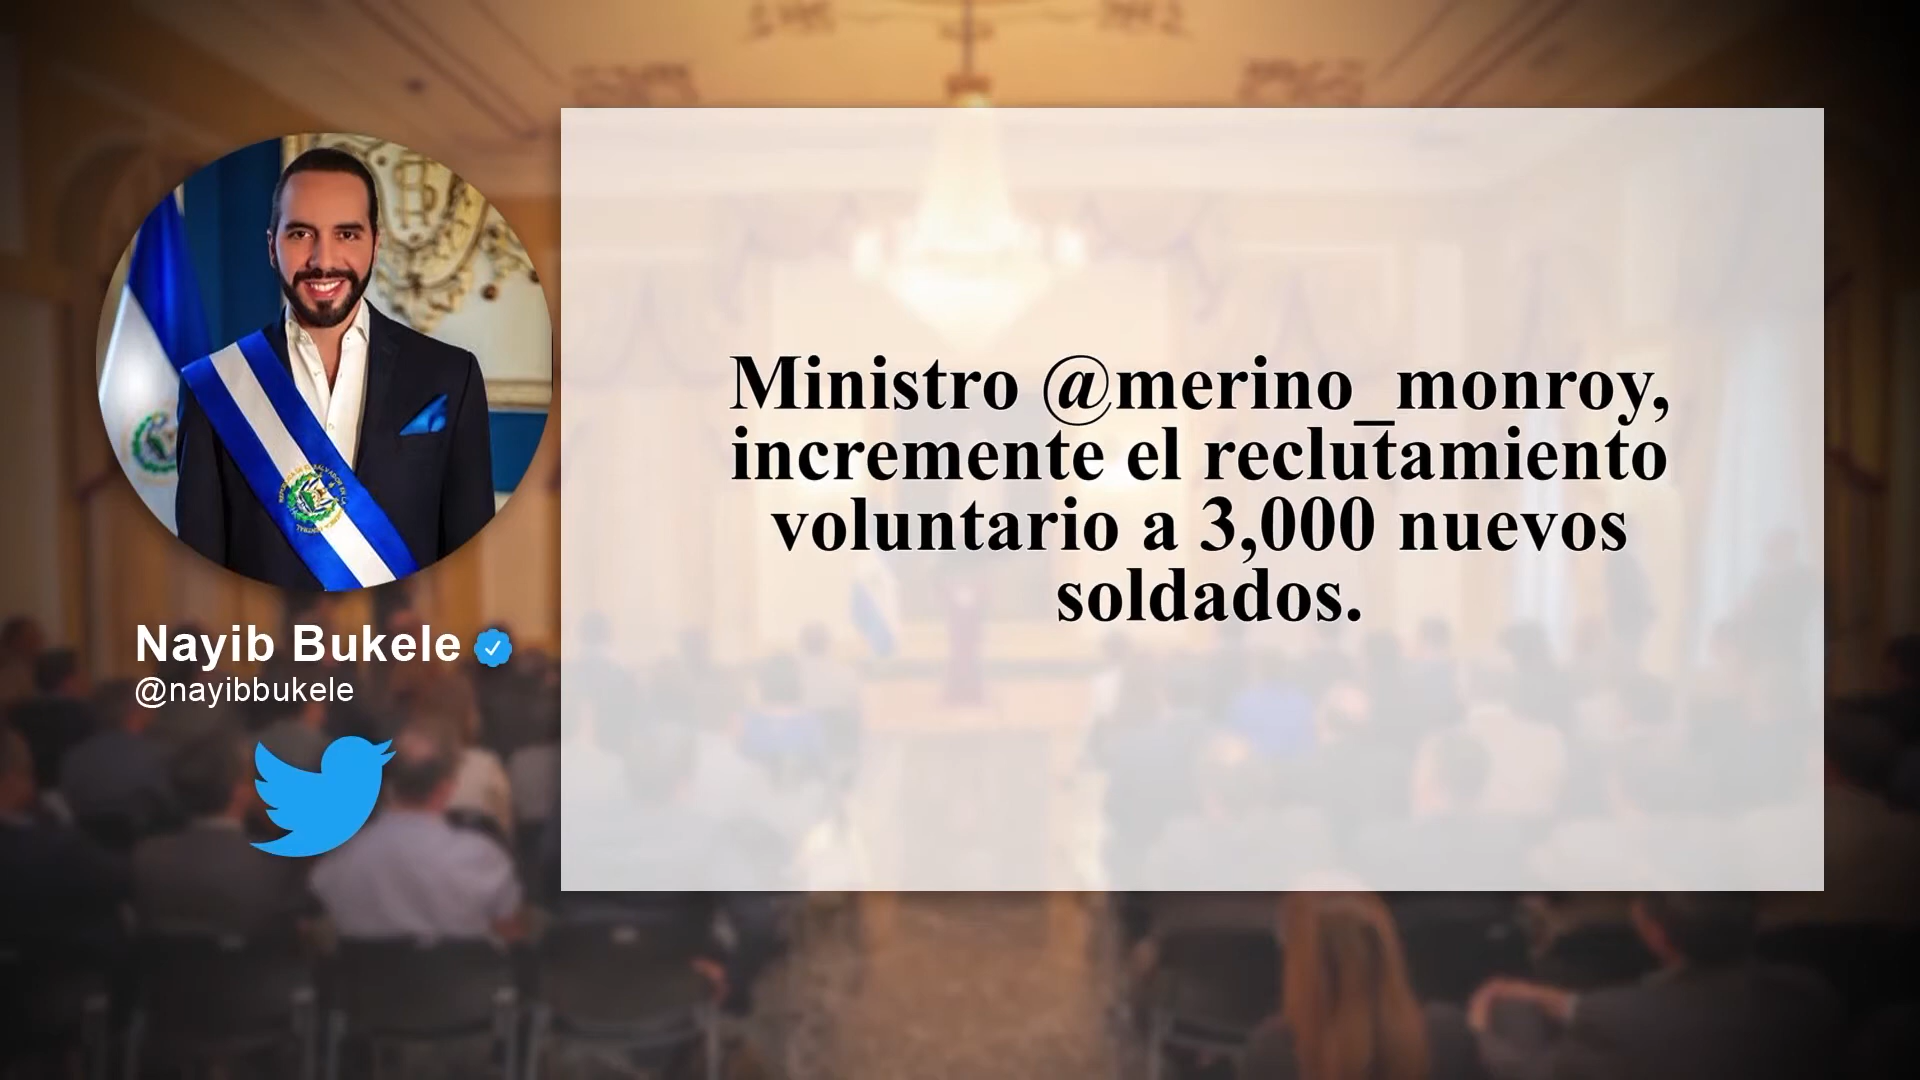 Nayib Bukele
@nayibbukele
Ministro @merino_monroy,
incremente el reclutamiento
voluntario a 3,000 nuevos
soldados.